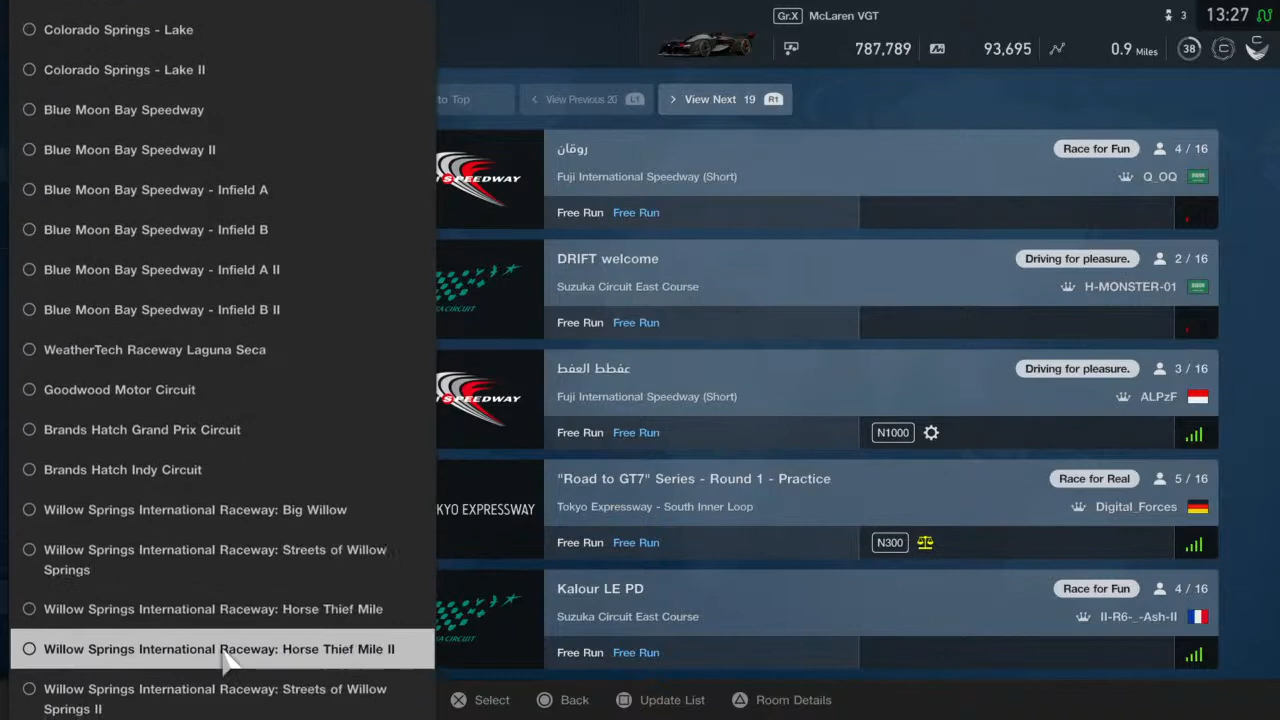 Colorado Springs - Lake
Colorado Springs - Lake II
Blue Moon Bay Speedway
Blue Moon Bay Speedway II
Blue Moon Bay Speedway - Infield A
Blue Moon Bay Speedway - Infield B
Blue Moon Bay Speedway - Infield A II
Blue Moon Bay Speedway - Infield B II
WeatherTech Raceway Laguna Seca
Goodwood Motor Circuit
Brands Hatch Grand Prix Circuit
Brands Hatch Indy Circuit
Willow Springs International Raceway: Big Willow
Willow Springs International Raceway: Streets of Willow
Springs
Willow Springs International Raceway: Horse Thief Mile
Willow Springs International Raceway: Horse Thief Mile II
Willow Springs International Raceway: Streets of Willow
Springs II
Gr.X McLaren VGT
3 13:27
787,789 93,695 0.9 Miles 38 C C
to Top View Previous 20 L1 View Next 19 R1
SPEEDWAY
روقان Race for Fun 4 / 16
Fuji International Speedway (Short) Q_OQ
Free Run Free Run
CIRCUIT
DRIFT welcome Driving for pleasure. 2 / 16
Suzuka Circuit East Course H-MONSTER-01
Free Run Free Run
SPEEDWAY
عفطط العفط Driving for pleasure. 3 / 16
Fuji International Speedway (Short) ALPzF
Free Run Free Run N1000
KYO EXPRESSWAY
"Road to GT7" Series - Round 1 - Practice Race for Real 5 / 16
Tokyo Expressway - South Inner Loop Digital_Forces
Free Run Free Run N300
CIRCUIT
Kalour LE PD Race for Fun 4 / 16
Suzuka Circuit East Course II-R6-_-Ash-II
Free Run Free Run
Select Back Update List Room Details